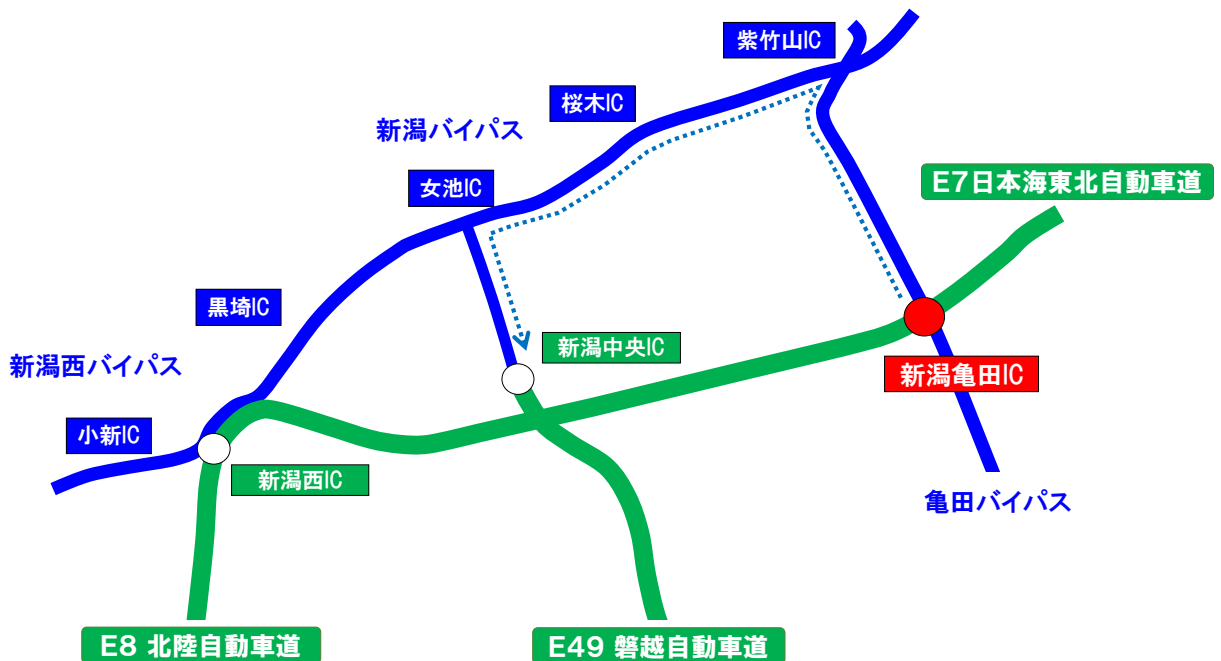 紫竹山IC
桜木IC
新潟バイパス
女池IC
E7日本海東北自動車道
黒埼IC
新潟中央IC
新潟西バイパス
新潟亀田IC
小新IC
新潟西IC
亀田バイパス
E8 北陸自動車道
E49 磐越自動車道